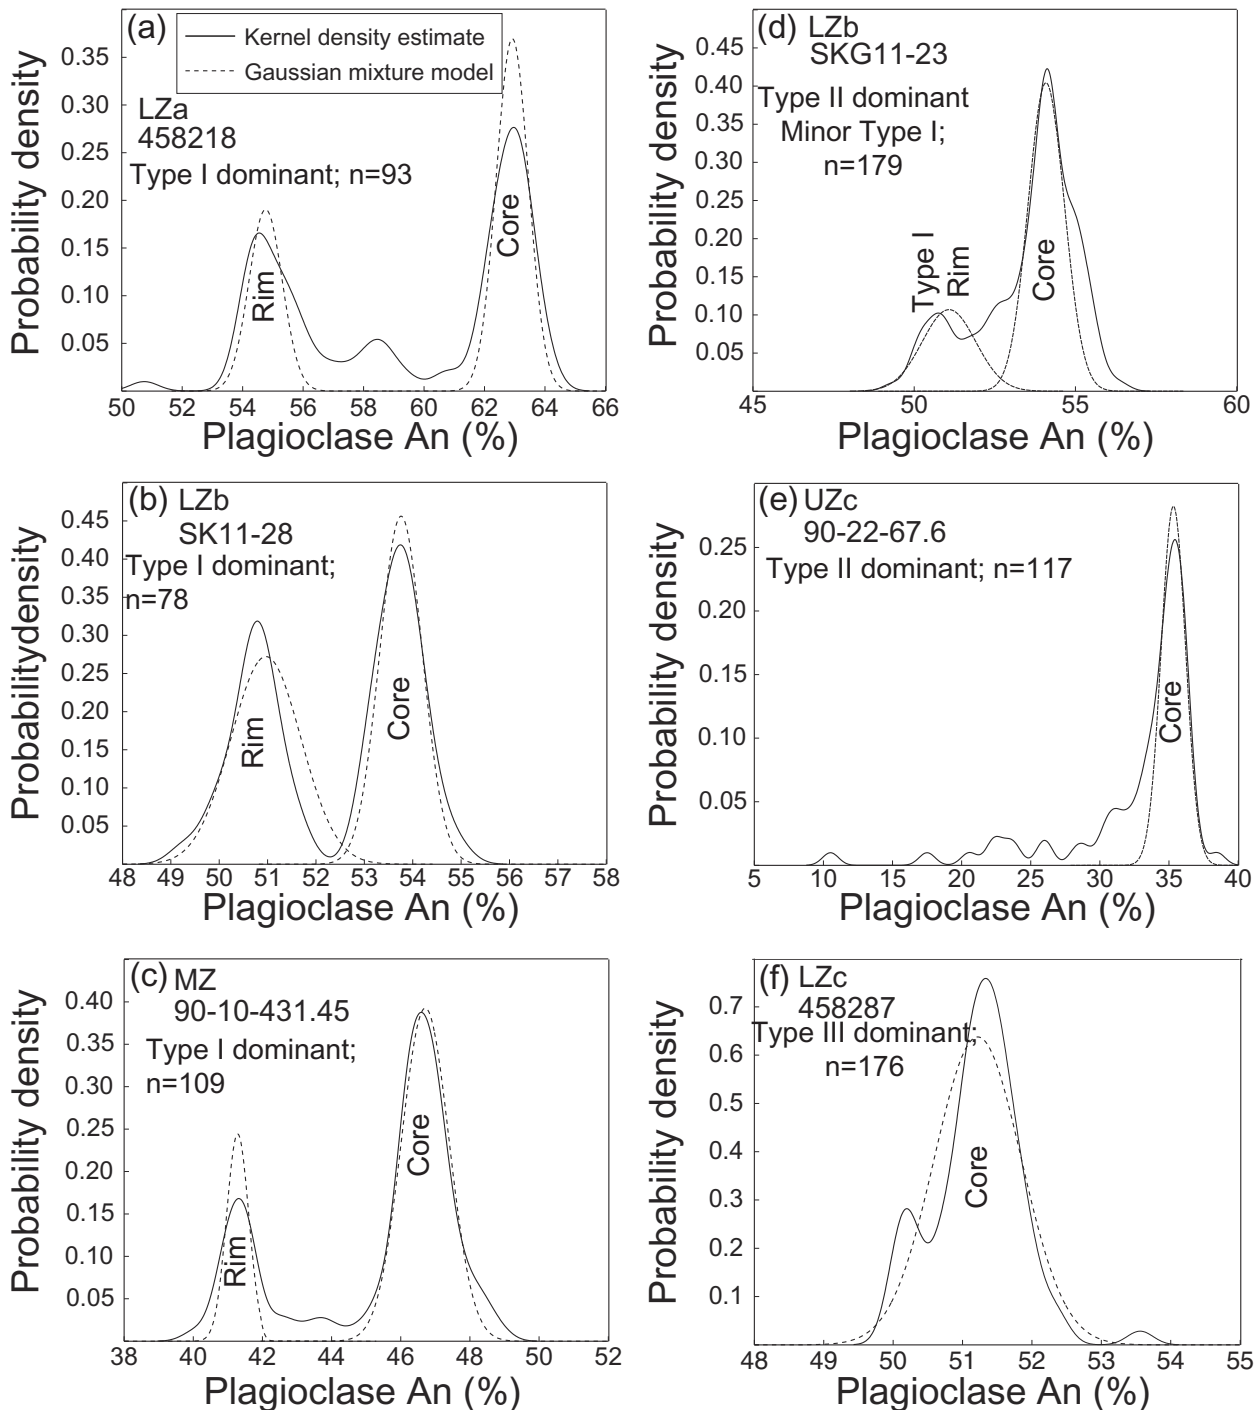 (a)
Kernel density estimate
Gaussian mixture model
LZa
458218
Type I dominant; n=93
Rim
Core
Probability density
0.35
0.30
0.25
0.20
0.15
0.10
0.05
50 52 54 56 58 60 62 64 66
Plagioclase An (%)
(d) LZb
SKG11-23
Type II dominant
Minor Type I;
n=179
Type I
Rim
Core
Probability density
0.45
0.50
0.40
0.35
0.30
0.25
0.20
0.15
0.10
0.05
45 50 55 60
Plagioclase An (%)
(b) LZb
SK11-28
Type I dominant;
n=78
Rim
Core
Probabilitydensity
0.45
0.40
0.35
0.30
0.25
0.20
0.15
0.10
0.05
48 49 50 51 52 53 54 55 56 57 58
Plagioclase An (%)
(e) UZc
90-22-67.6
Type II dominant; n=117
Core
Probability density
0.25
0.20
0.15
0.10
0.05
5 10 15 20 25 30 35 40
Plagioclase An (%)
(c) MZ
90-10-431.45
Type I dominant;
n=109
Rim
Core
Probability density
0.40
0.35
0.30
0.25
0.20
0.15
0.10
0.05
38 40 42 44 46 48 50 52
Plagioclase An (%)
(f) LZc
458287
Type III dominant;
n=176
Core
Probability density
0.7
0.6
0.5
0.4
0.3
0.2
0.1
48 49 50 51 52 53 54 55
Plagioclase An (%)